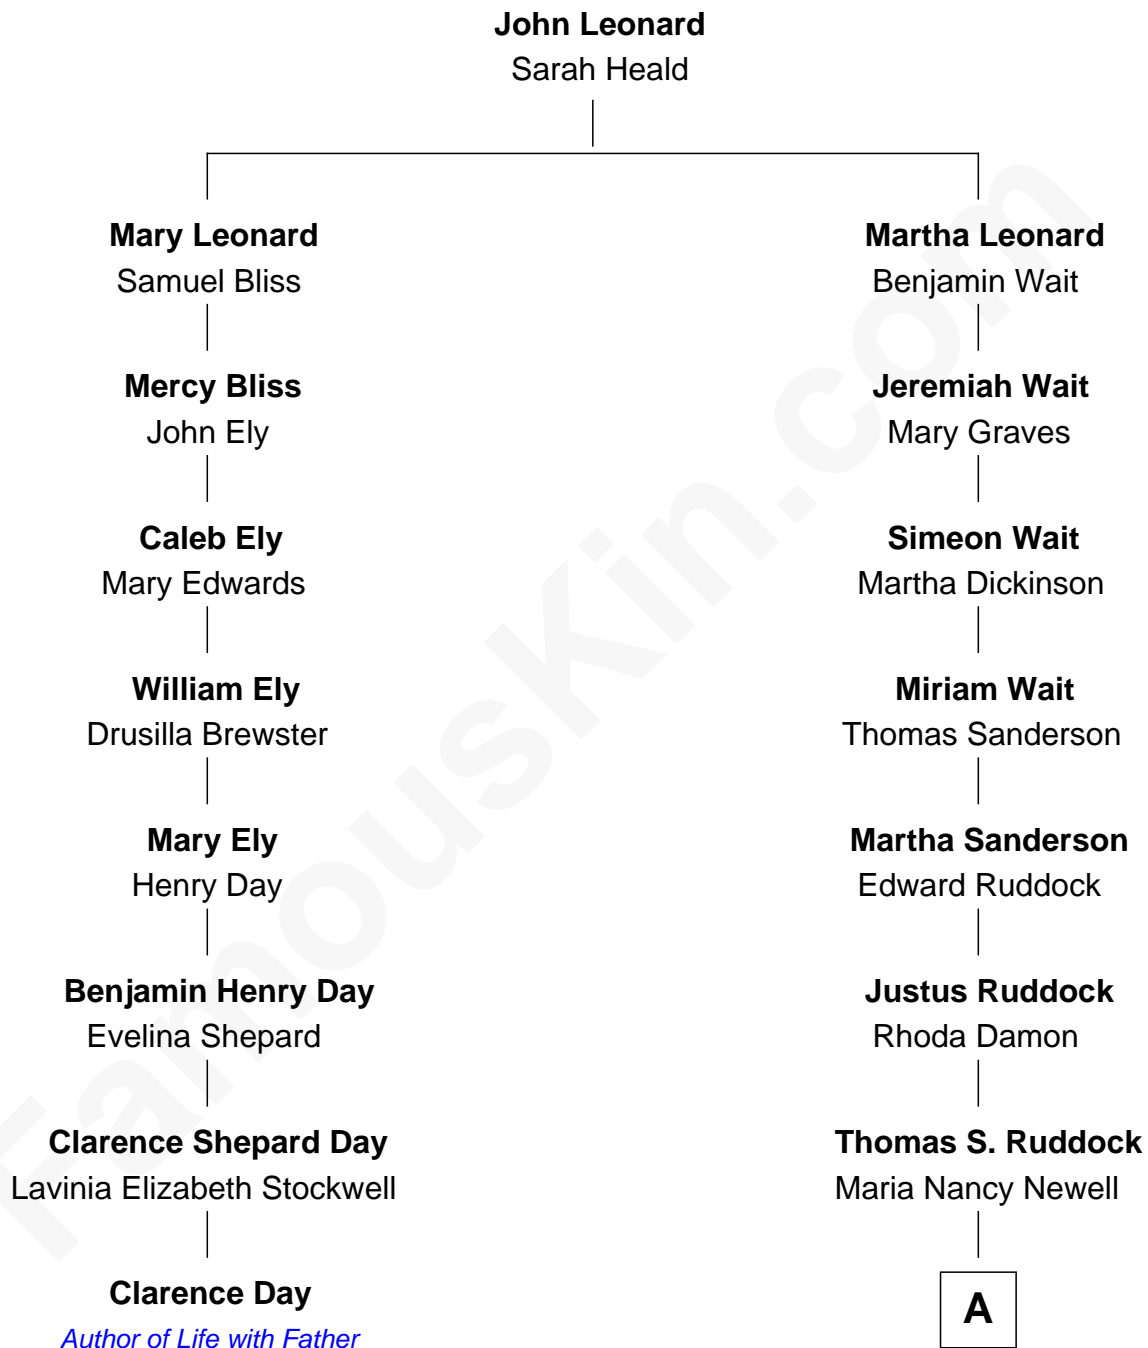 John Leonard
Sarah Heald
Mary Leonard
Samuel Bliss
Martha Leonard
Benjamin Wait
Mercy Bliss
John Ely
Jeremiah Wait
Mary Graves
Caleb Ely
Mary Edwards
Simeon Wait
Martha Dickinson
William Ely
Drusilla Brewster
Miriam Wait
Thomas Sanderson
Mary Ely
Henry Day
Martha Sanderson
Edward Ruddock
Benjamin Henry Day
Evelina Shepard
Justus Ruddock
Rhoda Damon
Clarence Shepard Day
Lavinia Elizabeth Stockwell
Thomas S. Ruddock
Maria Nancy Newell
Clarence Day
Author of Life with Father
A
FamousKin.com